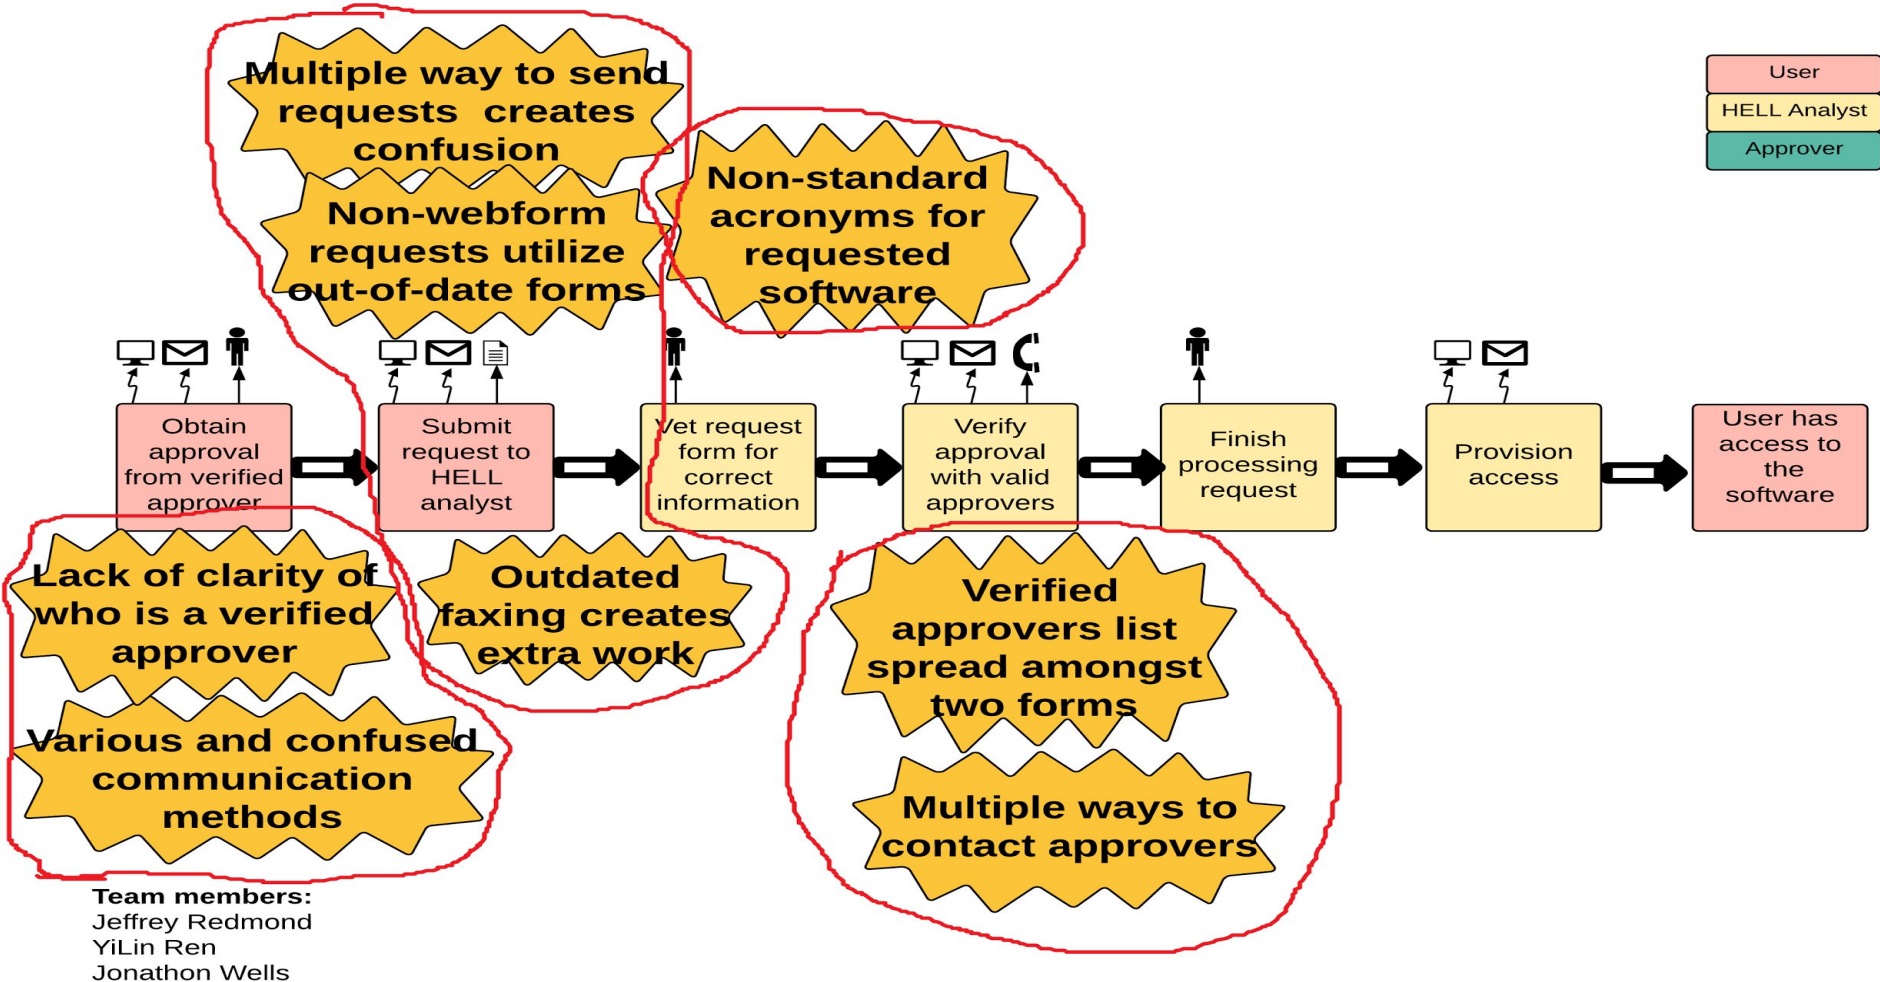 Multiple way to send
requests creates
confusion
Non-webform
requests utilize
out-of-date forms
Non-standard
acronyms for
requested
software
User
HELL Analyst
Approver
Obtain
approval
from verified
approver
Submit
request to
HELL
analyst
Vet request
form for
correct
information
Verify
approval
with valid
approvers
Finish
processing
request
Provision
access
User has
access to
the
software
Lack of clarity of
who is a verified
approver
Various and confused
communication
methods
Outdated
faxing creates
extra work
Verified
approvers list
spread amongst
two forms
Multiple ways to
contact approvers
Team members:
Jeffrey Redmond
YiLin Ren
Jonathon Wells